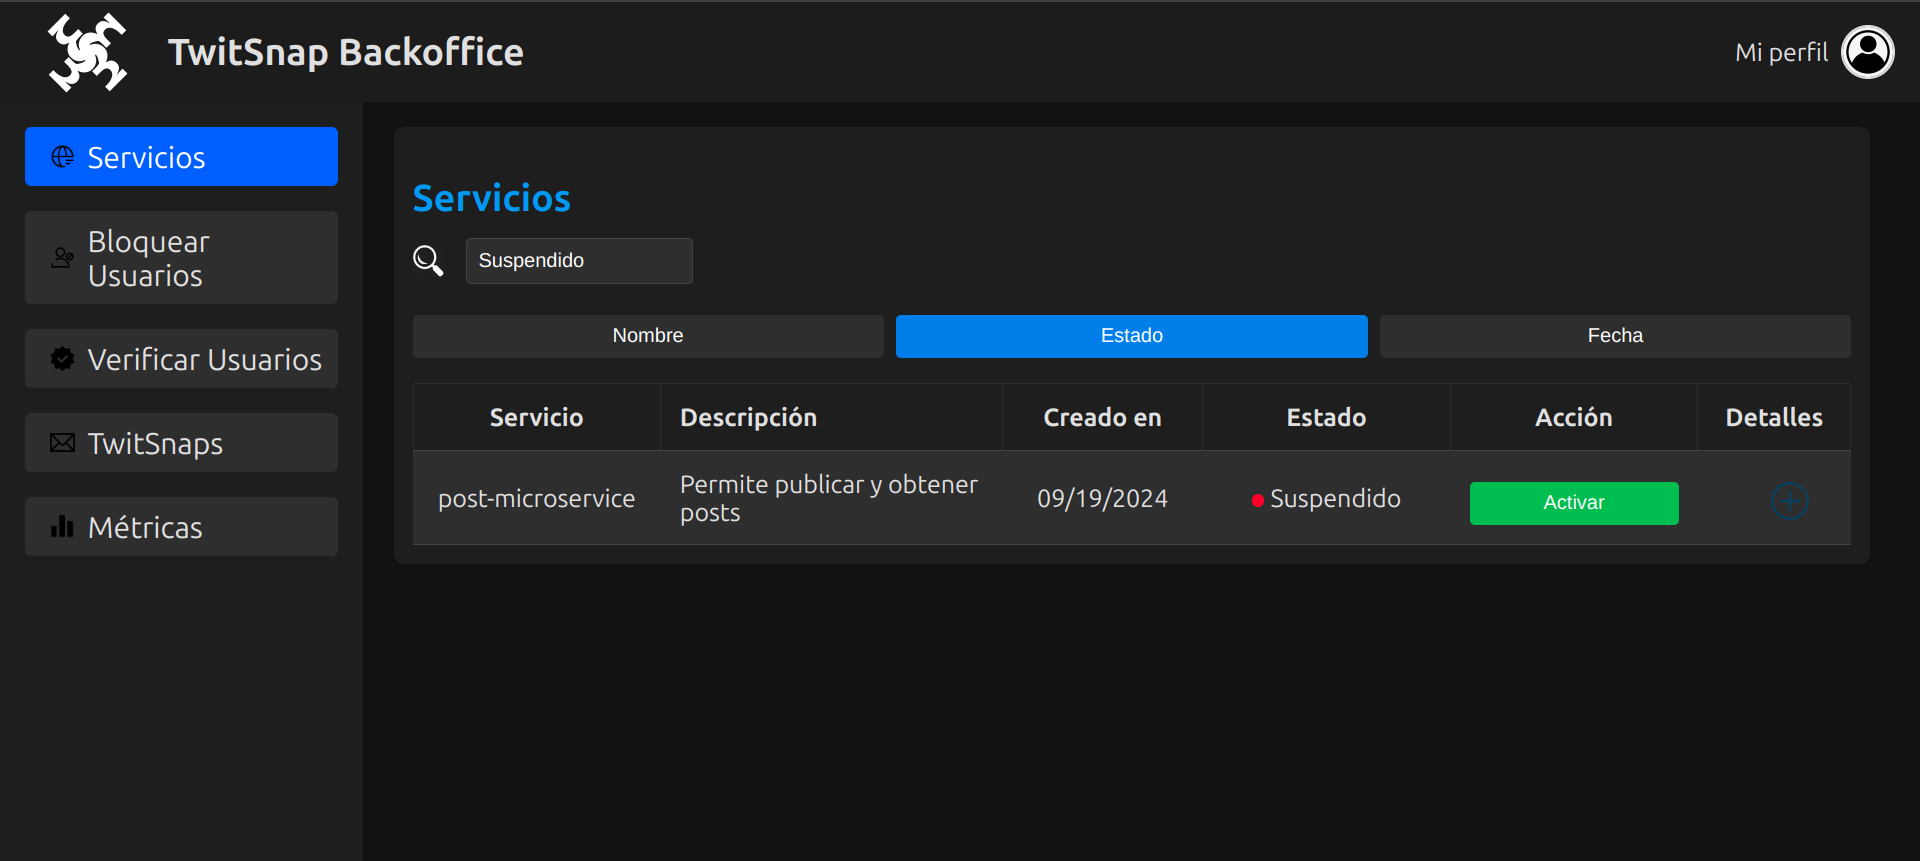 TwitSnap Backoffice
Mi perfil
Servicios
Bloquear
Usuarios
Verificar Usuarios
TwitSnaps
Métricas
Servicios
Suspendido
Nombre Estado Fecha
Servicio Descripción Creado en Estado Acción Detalles
post-microservice Permite publicar y obtener 09/19/2024 Suspendido Activar
posts